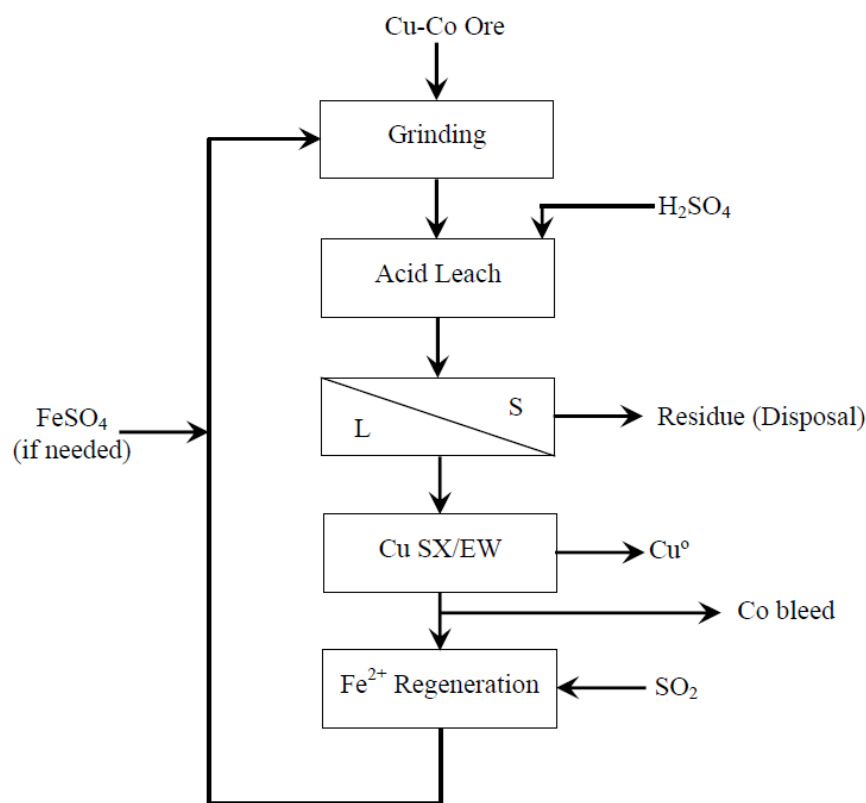 Cu-Co Ore
Grinding
H₂SO₄
Acid Leach
S
L
Residue (Disposal)
FeSO₄
(if needed)
Cu SX/EW
Cuº
Co bleed
Fe²⁺ Regeneration
SO₂